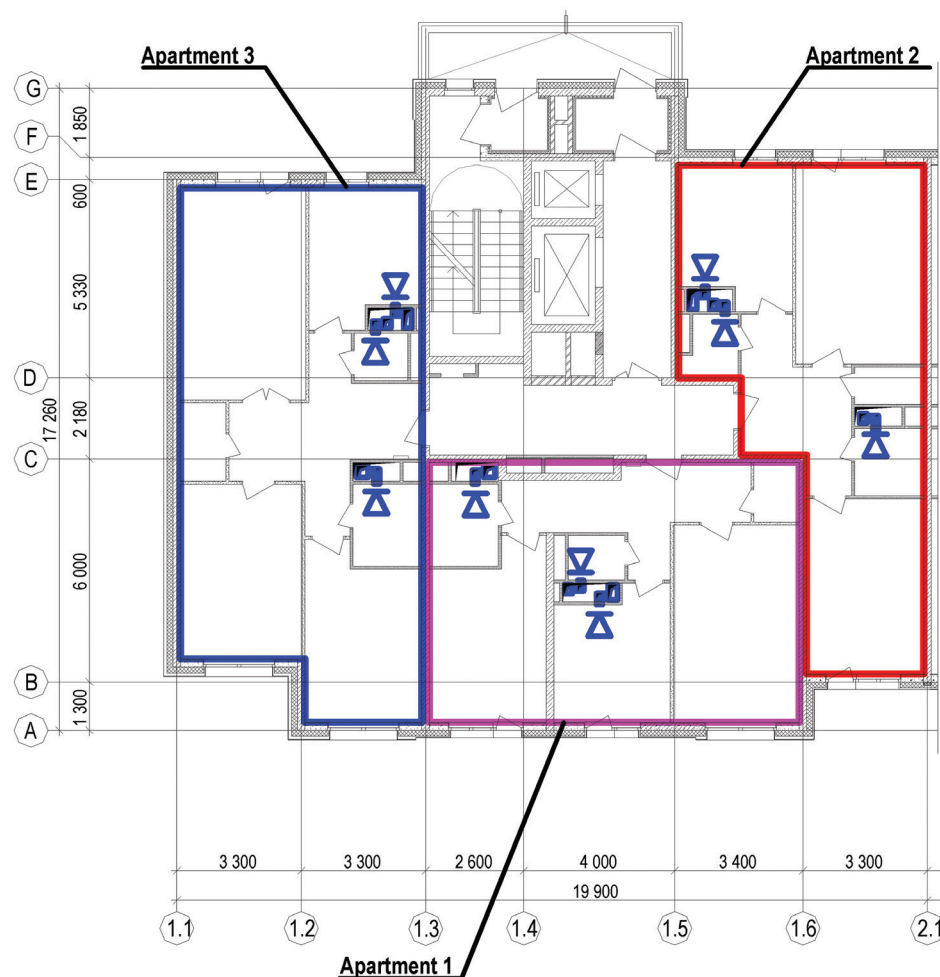 Apartment 3
Apartment 2
G
F
E
D
C
B
A
1 850
600
5 330
2 180
17 260
6 000
1 300
3 300
3 300
2 600
4 000
3 400
3 300
19 900
1.1
1.2
1.3
1.4
1.5
1.6
2.1
Apartment 1